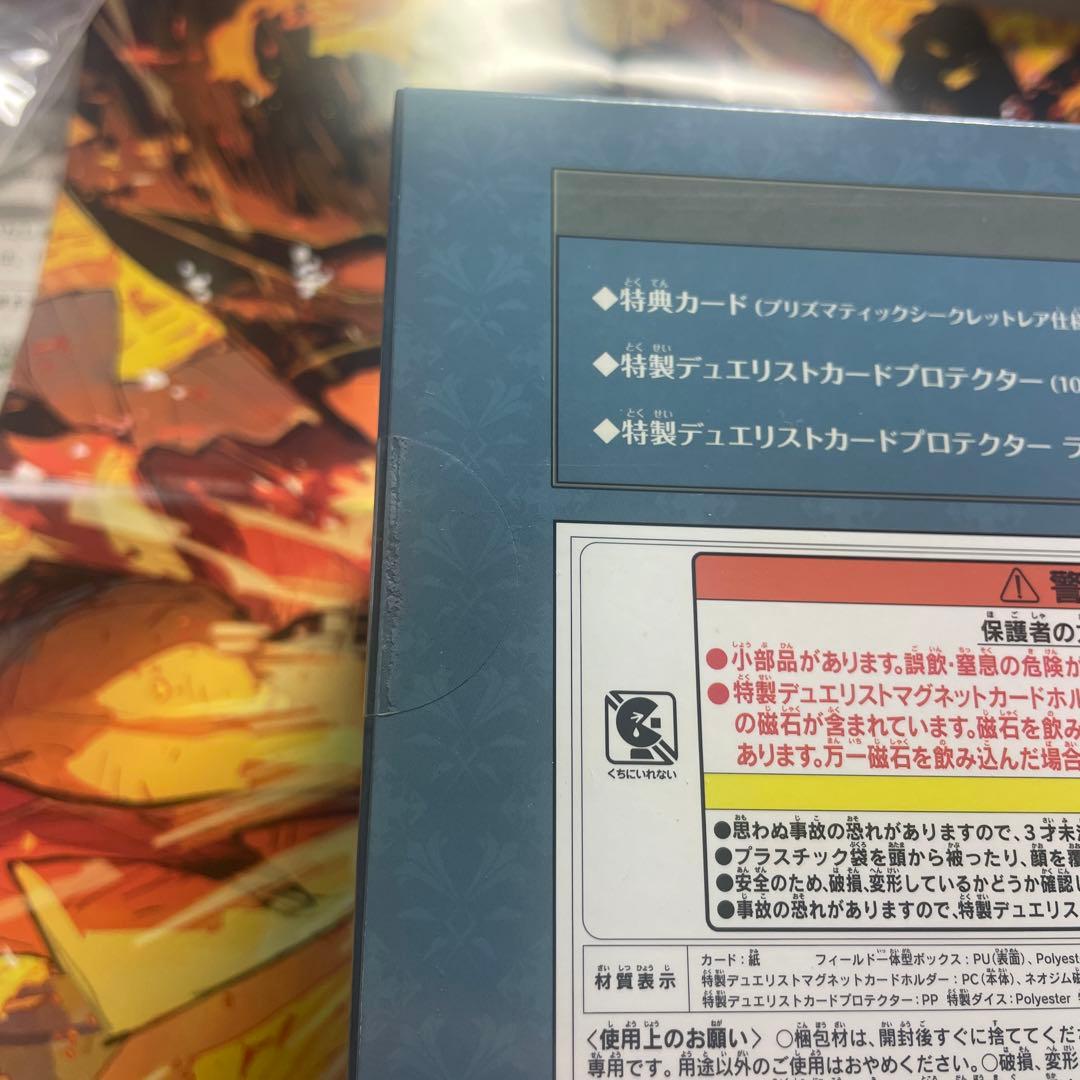 ◆特典カード (プリズマティックシークレットレア仕様
◆特製デュエリストカードプロテクター (10
◆特製デュエリストカードプロテクター ラ
警
保護者の
●小部品があります。誤飲・窒息の危険が
●特製デュエリストマグネットカードホル
の磁石が含まれています。磁石を飲み
あります。万一磁石を飲み込んだ場合
くちにいれない
●思わぬ事故の恐れがありますので、3才未満
●プラスチック袋を頭から被ったり、顔を覆
●安全のため、破損、変形しているかどうか確認し
●事故の恐れがありますので、特製デュエリス
材質表示
カード:紙 フィールド一体型ボックス:PU(表面)、Polyeste
特製デュエリストマグネットカードホルダー:PC(本体)、ネオジム磁
特製デュエリストカードプロテクター:PP 特製ダイス:Polyester
〈使用上のお願い〉 ○梱包材は、開封後すぐに捨ててくだ
専用です。用途以外のご使用はおやめください。○破損、変形